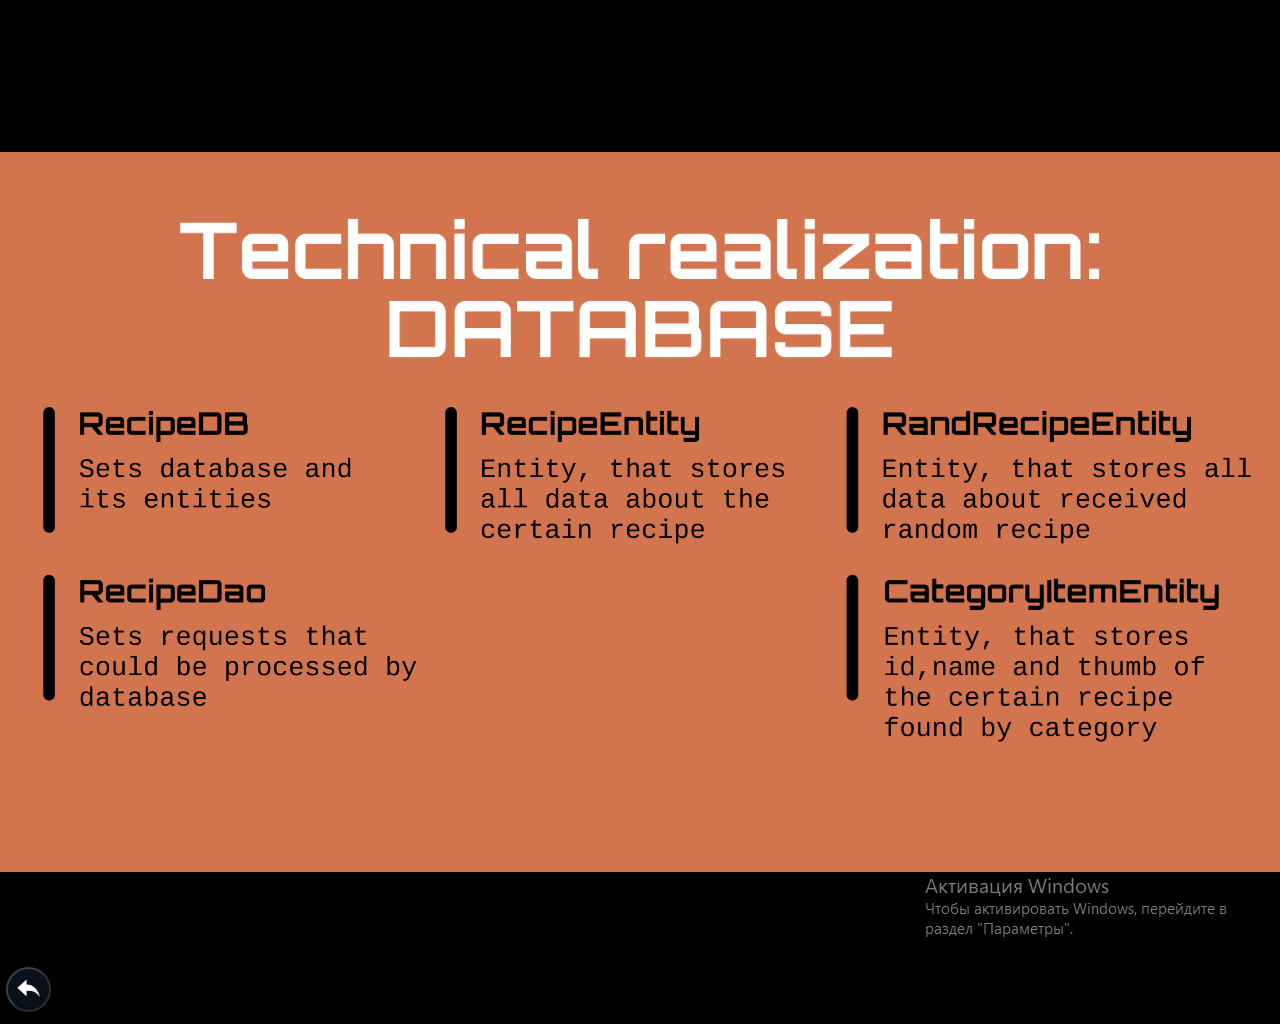 Technical realization:
DATABASE
RecipeDB
Sets database and
its entities
RecipeEntity
Entity, that stores
all data about the
certain recipe
RandRecipeEntity
Entity, that stores all
data about received
random recipe
RecipeDao
Sets requests that
could be processed by
database
CategoryItemEntity
Entity, that stores
id,name and thumb of
the certain recipe
found by category
Активация Windows
Чтобы активировать Windows, перейдите в
раздел "Параметры".